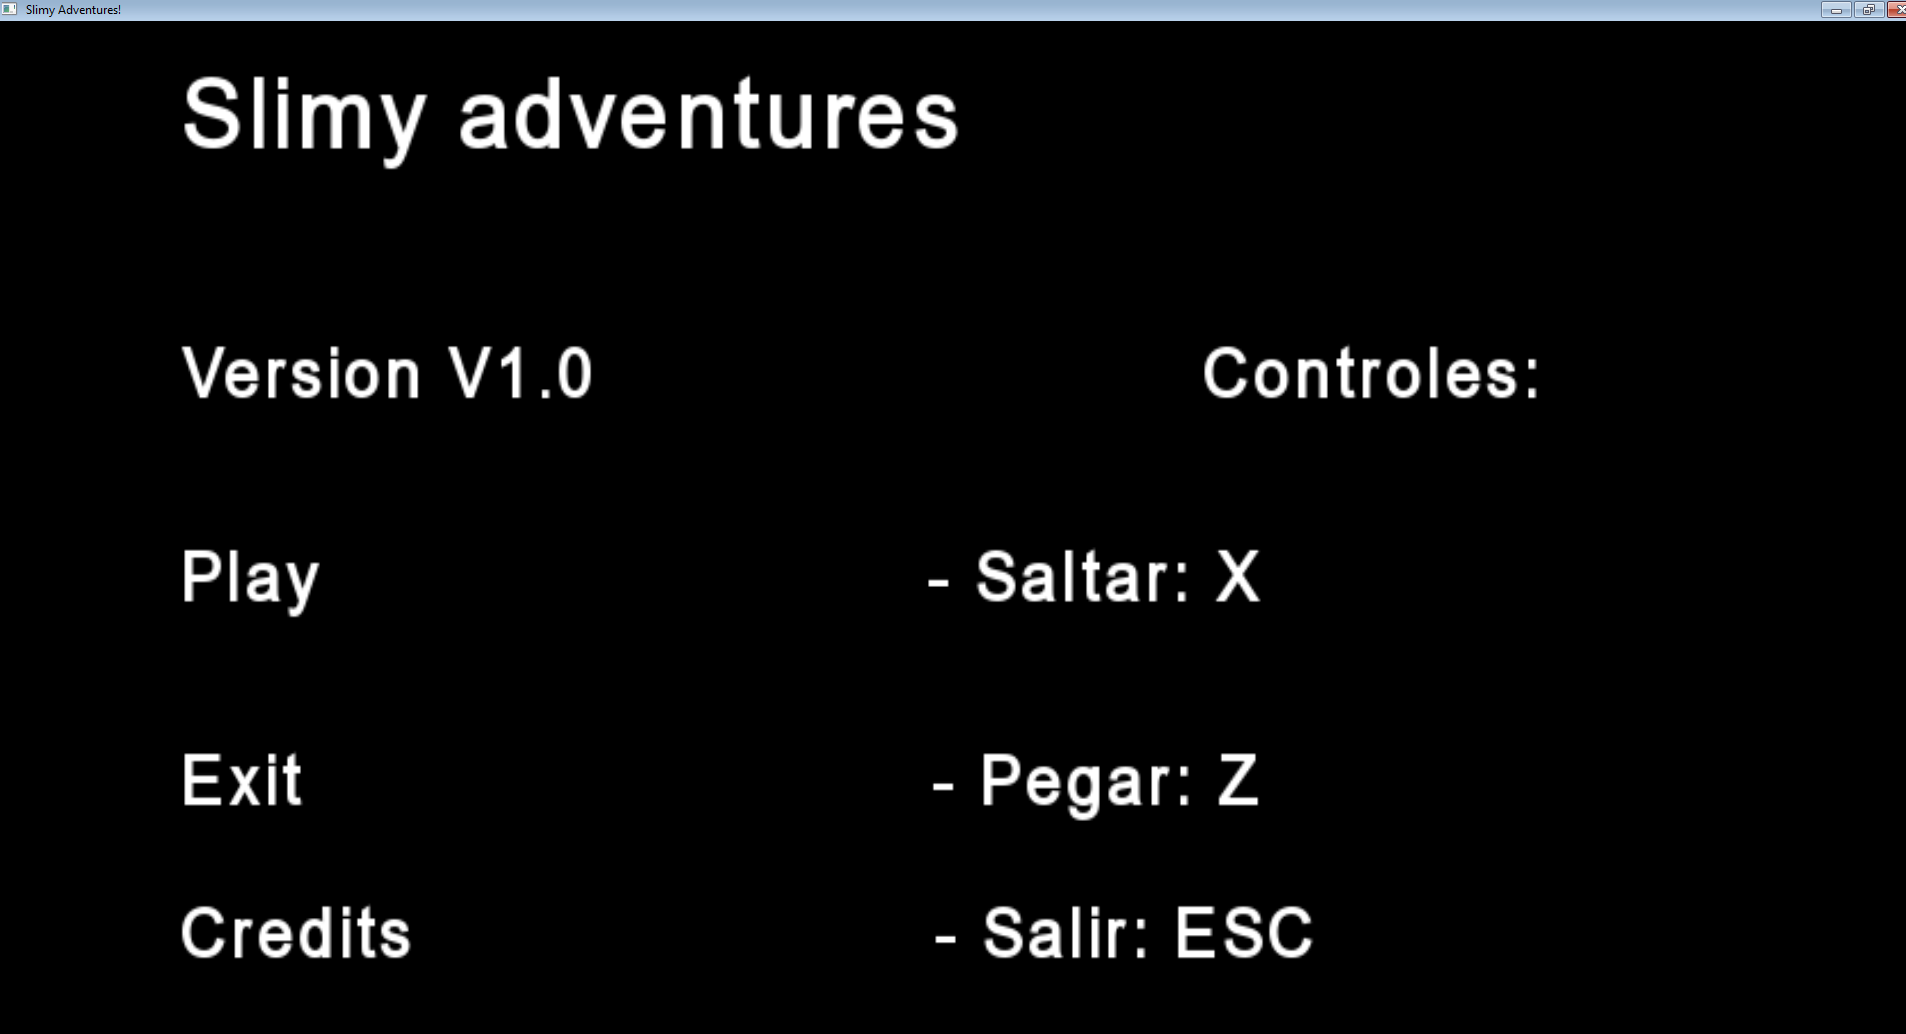 Slimy Adventures!
Slimy adventures
Version V1.0
Controles:
Play
- Saltar: X
Exit
- Pegar: Z
Credits
- Salir: ESC